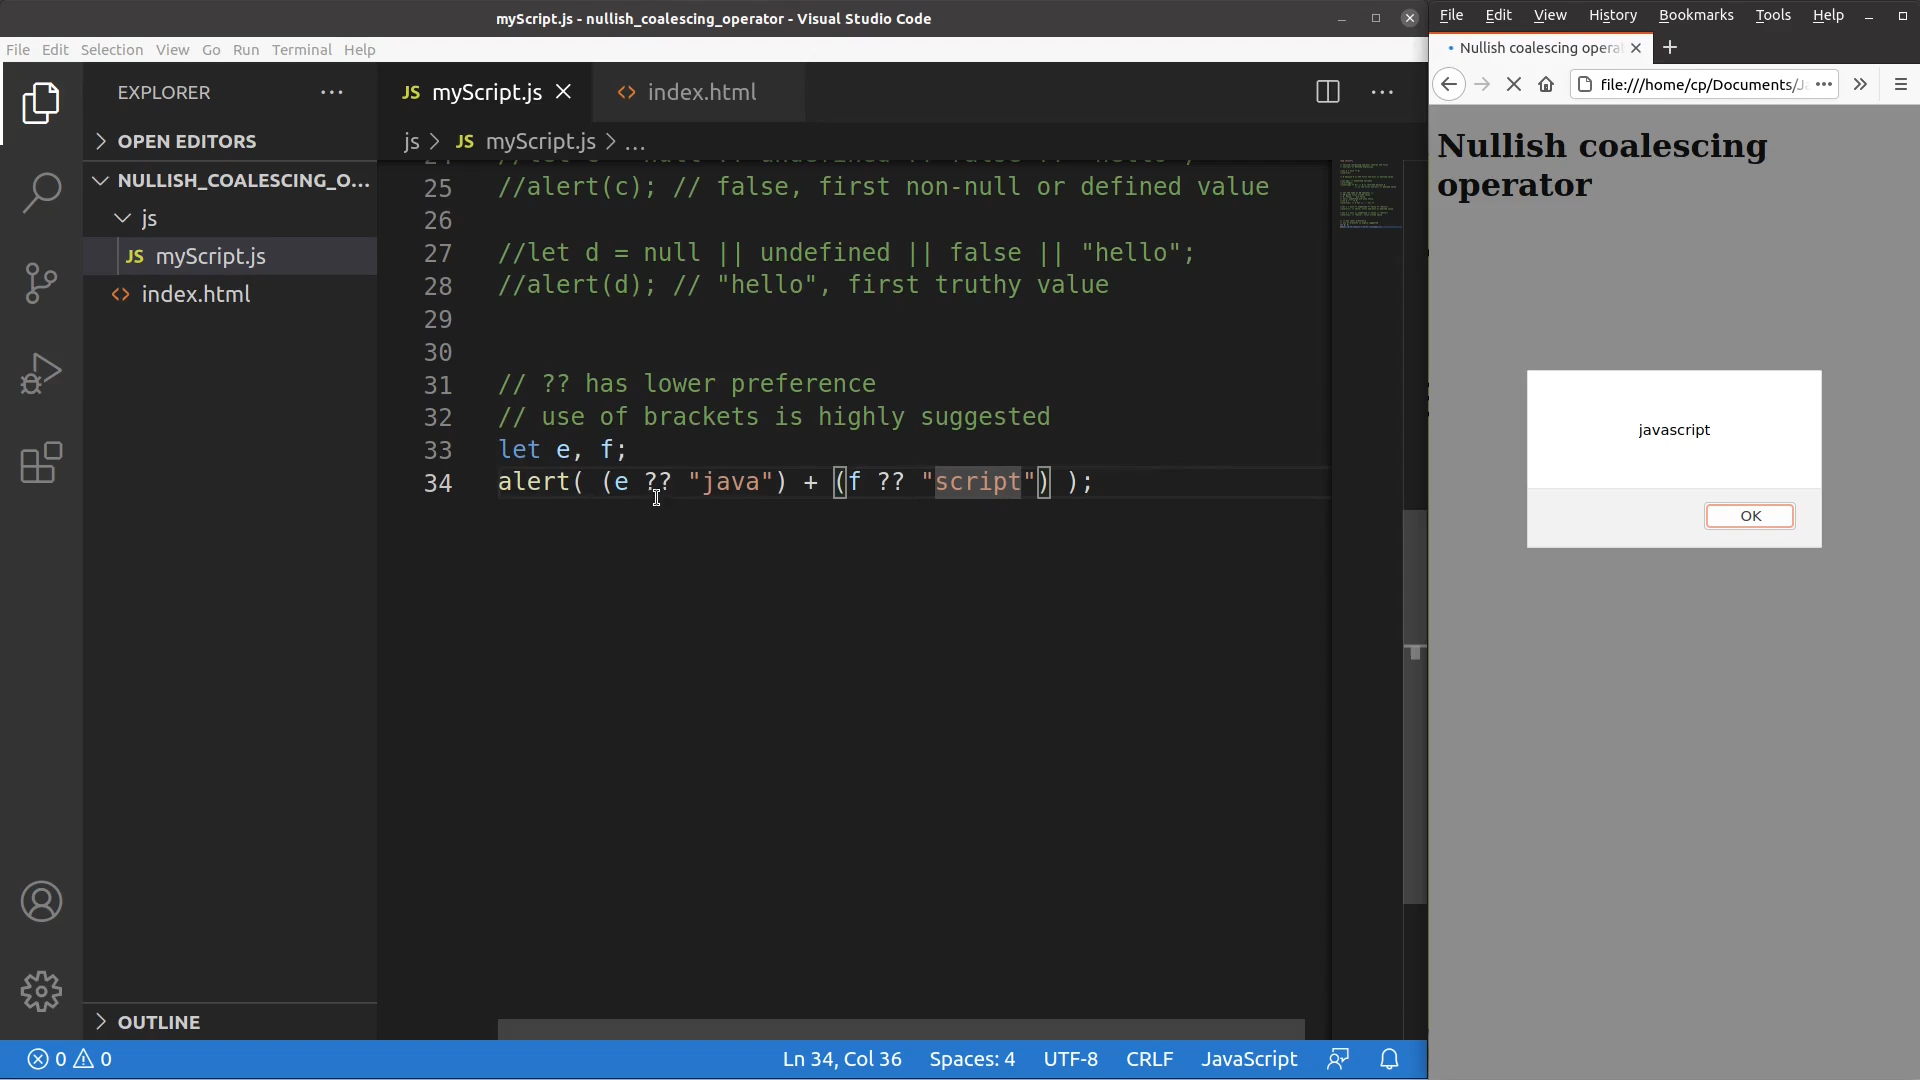 myScript.js - nullish_coalescing_operator - Visual Studio Code
File Edit Selection View Go Run Terminal Help
EXPLORER
OPEN EDITORS
NULLISH_COALESCING_O...
js
JS myScript.js
index.html
OUTLINE
JS myScript.js
index.html
js > JS myScript.js > ...
25 //alert(c); // false, first non-null or defined value
26
27 //let d = null || undefined || false || "hello";
28 //alert(d); // "hello", first truthy value
29
30
31 // ?? has lower preference
32 // use of brackets is highly suggested
33 let e, f;
34 alert( (e ?? "java") + (f ?? "script") );
0 0 Ln 34, Col 36 Spaces: 4 UTF-8 CRLF JavaScript
File Edit View History Bookmarks Tools Help
Nullish coalescing opera
file:///home/cp/Documents/J
Nullish coalescing
operator
javascript
OK